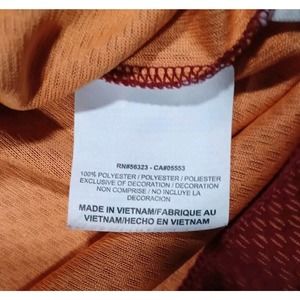 RN#56323 - CA#05553
100% POLYESTER / POLYESTER / POLIESTER
EXCLUSIVE OF DECORATION / DECORATION
NON COMPRISE / NO INCLUYE LA
DECORACION
MADE IN VIETNAM/FABRIQUE AU
VIETNAM/HECHO EN VIETNAM